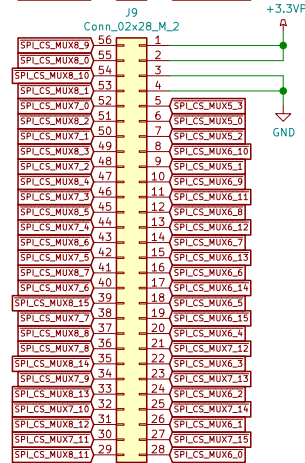 +3.3VP
J9
Conn_02x28_M_2
SPI_CS_MUX8_9 56 1
SPI_CS_MUX8_0 55 2
SPI_CS_MUX8_10 54 3
SPI_CS_MUX8_1 53 4
SPI_CS_MUX7_0 52 5 SPI_CS_MUX5_3
SPI_CS_MUX8_2 51 6 SPI_CS_MUX5_0
SPI_CS_MUX7_1 50 7 SPI_CS_MUX5_2
SPI_CS_MUX8_3 49 8 SPI_CS_MUX6_10
SPI_CS_MUX7_2 48 9 SPI_CS_MUX5_1
SPI_CS_MUX8_4 47 10 SPI_CS_MUX6_9
SPI_CS_MUX7_3 46 11 SPI_CS_MUX6_11
SPI_CS_MUX8_5 45 12 SPI_CS_MUX6_8
SPI_CS_MUX7_4 44 13 SPI_CS_MUX6_12
SPI_CS_MUX8_6 43 14 SPI_CS_MUX6_7
SPI_CS_MUX7_5 42 15 SPI_CS_MUX6_13
SPI_CS_MUX8_7 41 16 SPI_CS_MUX6_6
SPI_CS_MUX7_6 40 17 SPI_CS_MUX6_14
SPI_CS_MUX8_15 39 18 SPI_CS_MUX6_5
SPI_CS_MUX7_7 38 19 SPI_CS_MUX6_15
SPI_CS_MUX8_8 37 20 SPI_CS_MUX6_4
SPI_CS_MUX7_8 36 21 SPI_CS_MUX7_12
SPI_CS_MUX8_14 35 22 SPI_CS_MUX6_3
SPI_CS_MUX7_9 34 23 SPI_CS_MUX7_13
SPI_CS_MUX8_13 33 24 SPI_CS_MUX6_2
SPI_CS_MUX7_10 32 25 SPI_CS_MUX7_14
SPI_CS_MUX8_12 31 26 SPI_CS_MUX6_1
SPI_CS_MUX7_11 30 27 SPI_CS_MUX7_15
SPI_CS_MUX8_11 29 28 SPI_CS_MUX6_0
GND